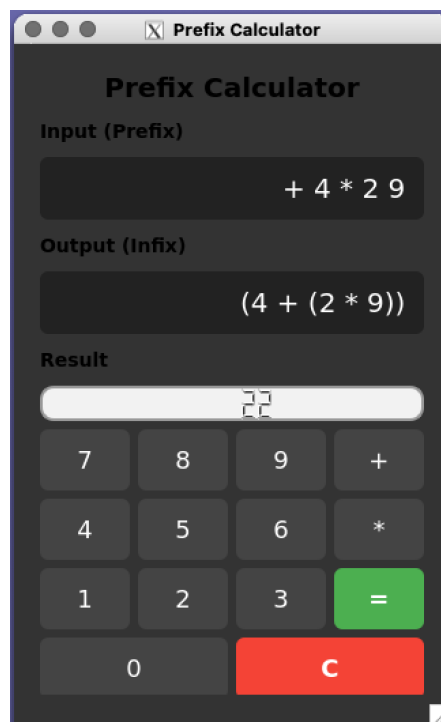 Prefix Calculator
Prefix Calculator
Input (Prefix)
+ 4 * 2 9
Output (Infix)
(4 + (2 * 9))
Result
22
7 8 9 +
4 5 6 *
1 2 3 =
0 C